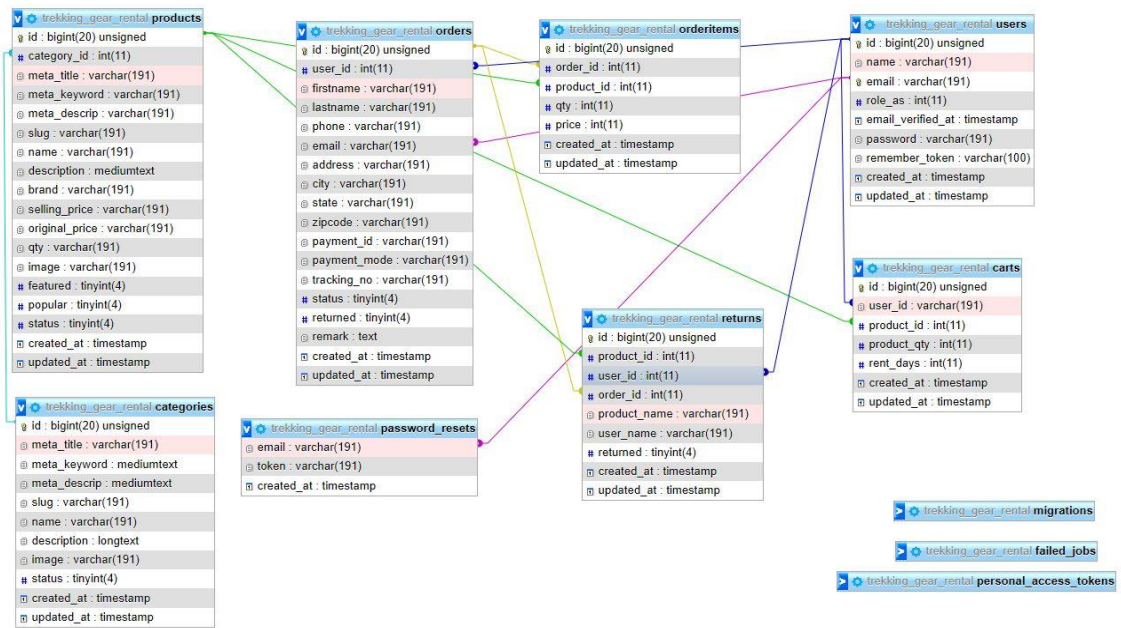 trekking_gear_rental products
id : bigint(20) unsigned
category_id : int(11)
meta_title : varchar(191)
meta_keyword : varchar(191)
meta_descrip : varchar(191)
slug : varchar(191)
name : varchar(191)
description : mediumtext
brand : varchar(191)
selling_price : varchar(191)
original_price : varchar(191)
qty : varchar(191)
image : varchar(191)
featured : tinyint(4)
popular : tinyint(4)
status : tinyint(4)
created_at : timestamp
updated_at : timestamp
trekking_gear_rental orders
id : bigint(20) unsigned
user_id : int(11)
firstname : varchar(191)
lastname : varchar(191)
phone : varchar(191)
email : varchar(191)
address : varchar(191)
city : varchar(191)
state : varchar(191)
zipcode : varchar(191)
payment_id : varchar(191)
payment_mode : varchar(191)
tracking_no : varchar(191)
status : tinyint(4)
returned : tinyint(4)
remark : text
created_at : timestamp
updated_at : timestamp
trekking_gear_rental orderitems
id : bigint(20) unsigned
order_id : int(11)
product_id : int(11)
qty : int(11)
price : int(11)
created_at : timestamp
updated_at : timestamp
trekking_gear_rental users
id : bigint(20) unsigned
name : varchar(191)
email : varchar(191)
role_as : int(11)
email_verified_at : timestamp
password : varchar(191)
remember_token : varchar(100)
created_at : timestamp
updated_at : timestamp
trekking_gear_rental carts
id : bigint(20) unsigned
user_id : varchar(191)
product_id : int(11)
product_qty : int(11)
rent_days : int(11)
created_at : timestamp
updated_at : timestamp
trekking_gear_rental returns
id : bigint(20) unsigned
product_id : int(11)
user_id : int(11)
order_id : int(11)
product_name : varchar(191)
user_name : varchar(191)
returned : tinyint(4)
created_at : timestamp
updated_at : timestamp
trekking_gear_rental categories
id : bigint(20) unsigned
meta_title : varchar(191)
meta_keyword : mediumtext
meta_descrip : mediumtext
slug : varchar(191)
name : varchar(191)
description : longtext
image : varchar(191)
status : tinyint(4)
created_at : timestamp
updated_at : timestamp
trekking_gear_rental password_resets
email : varchar(191)
token : varchar(191)
created_at : timestamp
trekking_gear_rental migrations
trekking_gear_rental failed_jobs
trekking_gear_rental personal_access_tokens